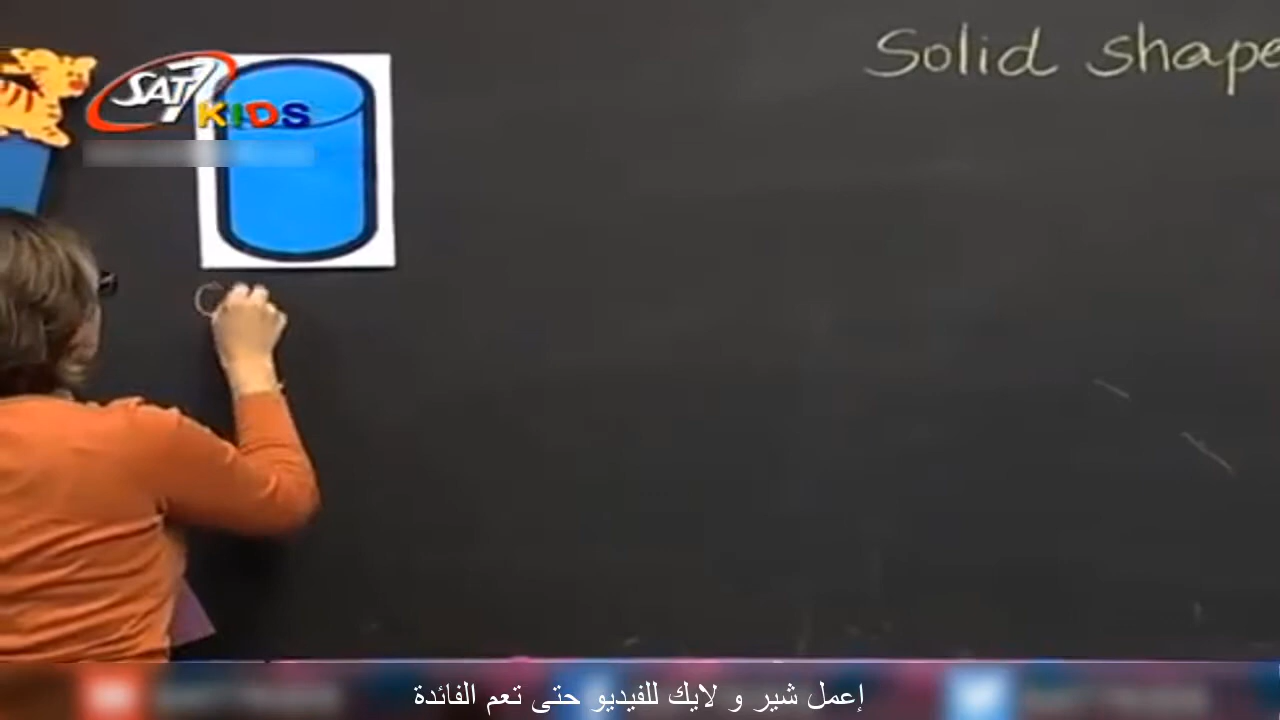 Solid shape
SAT7
KIDS
C
إعمل شير و لايك للفيديو حتى تعم الفائدة